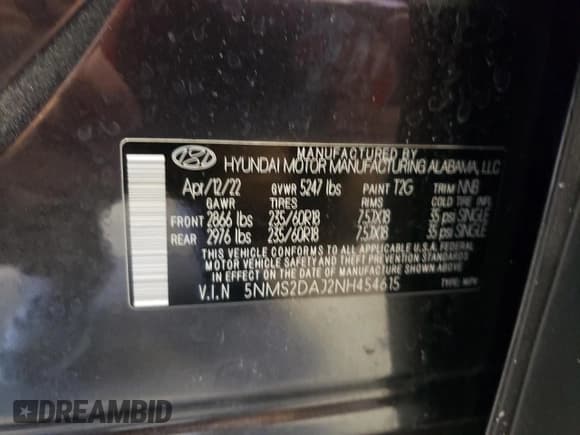 MANUFACTURED BY
HYUNDAI MOTOR MANUFACTURING ALABAMA, LLC
Apr/12/22 GVWR 5247 lbs PAINT T2G TRIM NNB
GAWR TIRES RIMS COLD TIRE INFL
FRONT 2866 lbs 235/60R18 7.5JX18 35 psi SINGLE
REAR 2976 lbs 235/60R18 7.5JX18 35 psi SINGLE
THIS VEHICLE CONFORMS TO ALL APPLICABLE U.S.A. FEDERAL
MOTOR VEHICLE SAFETY AND THEFT PREVENTION STANDARDS
IN EFFECT ON THE DATE OF MANUFACTURE SHOWN ABOVE.
V.I.N 5NMS2DAJ2NH454615 TYPE: MPV
DREAMBID